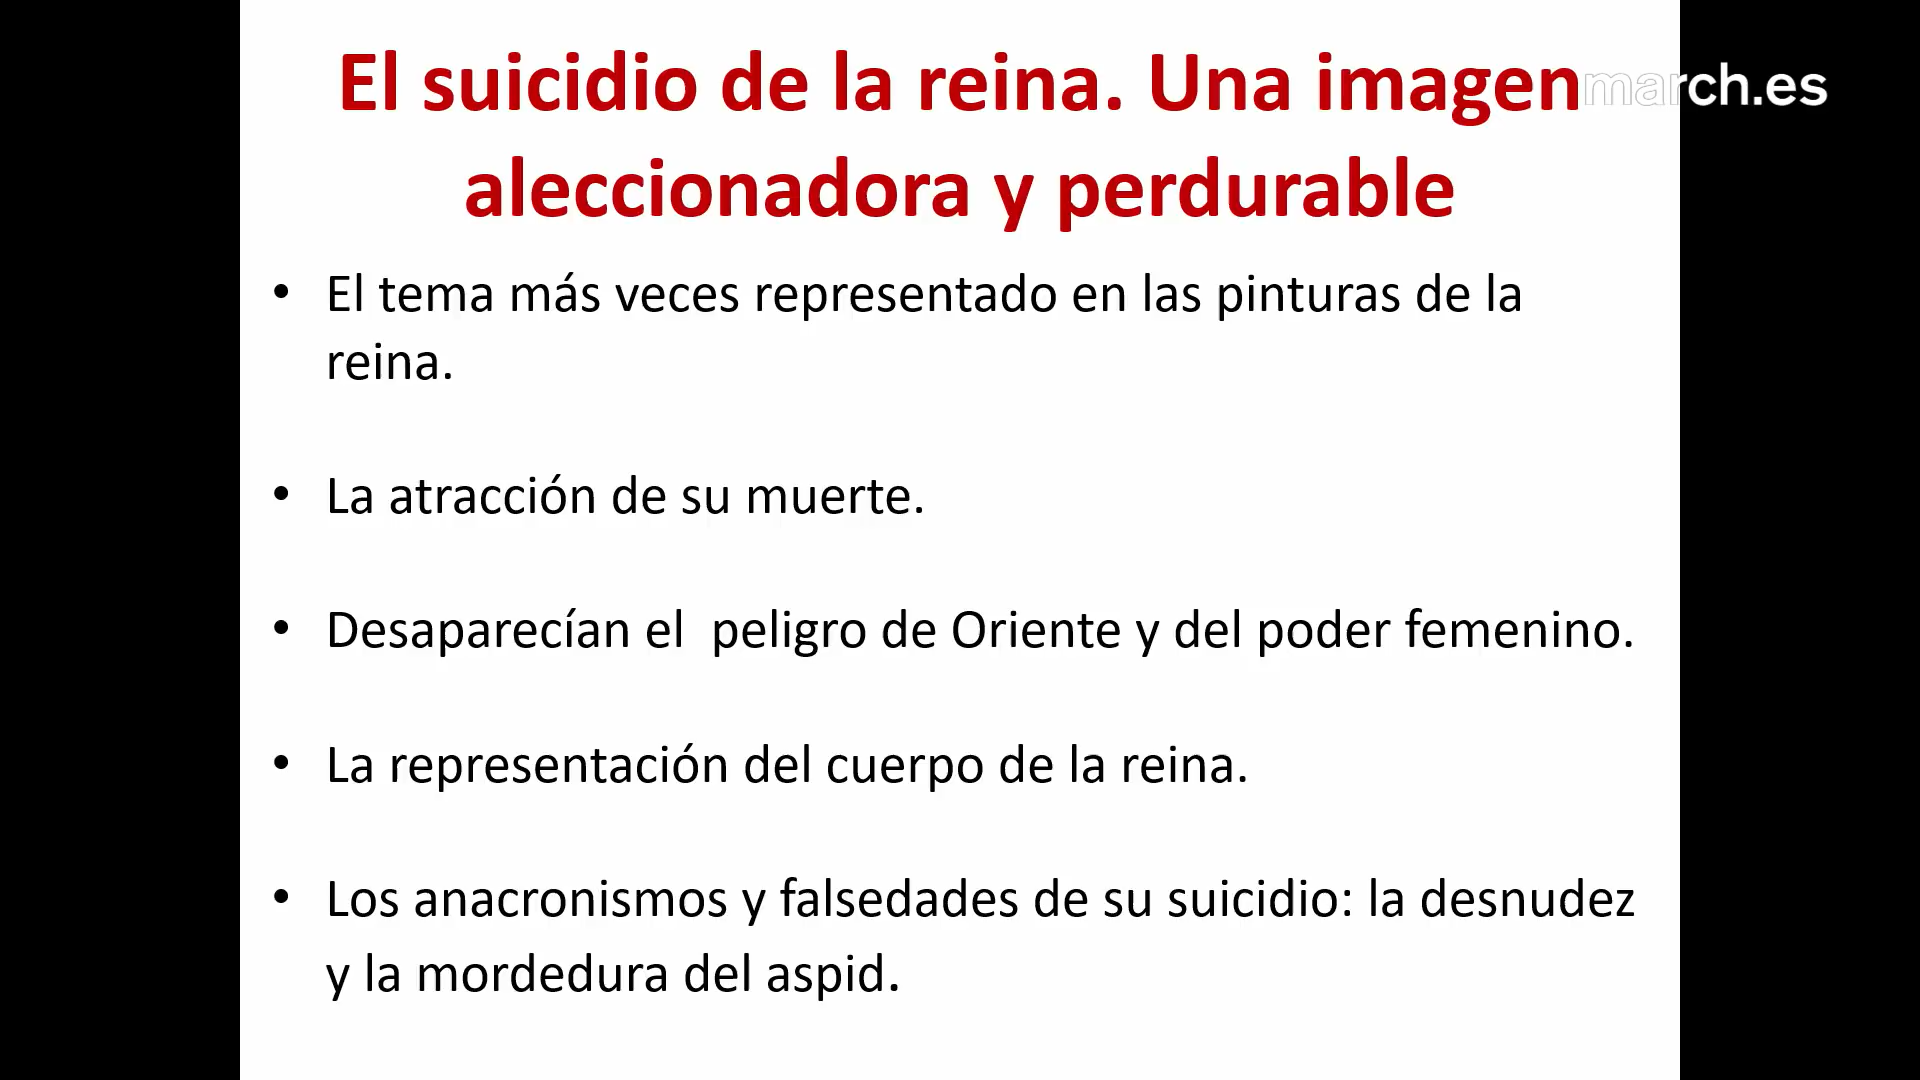 El suicidio de la reina. Una imagen
march.es
aleccionadora y perdurable
• El tema más veces representado en las pinturas de la
reina.
• La atracción de su muerte.
• Desaparecían el  peligro de Oriente y del poder femenino.
• La representación del cuerpo de la reina.
• Los anacronismos y falsedades de su suicidio: la desnudez
y la mordedura del aspid.